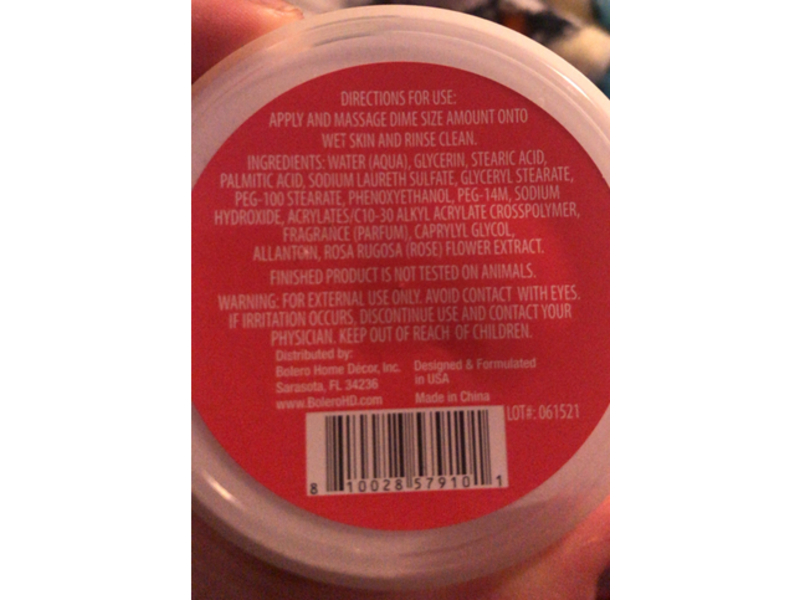 DIRECTIONS FOR USE:
APPLY AND MASSAGE DIME SIZE AMOUNT ONTO
WET SKIN AND RINSE CLEAN.
INGREDIENTS: WATER (AQUA), GLYCERIN, STEARIC ACID,
PALMITIC ACID, SODIUM LAURETH SULFATE, GLYCERYL STEARATE,
PEG-100 STEARATE, PHENOXYETHANOL, PEG-14M, SODIUM
HYDROXIDE, ACRYLATES/C10-30 ALKYL ACRYLATE CROSSPOLYMER,
FRAGRANCE (PARFUM), CAPRYLYL GLYCOL,
ALLANTOIN, ROSA RUGOSA (ROSE) FLOWER EXTRACT.
FINISHED PRODUCT IS NOT TESTED ON ANIMALS.
WARNING: FOR EXTERNAL USE ONLY. AVOID CONTACT WITH EYES.
IF IRRITATION OCCURS, DISCONTINUE USE AND CONTACT YOUR
PHYSICIAN. KEEP OUT OF REACH OF CHILDREN.
Distributed by:
Bolero Home Décor, Inc.
Sarasota, FL 34236
www.BoleroHD.com
Designed & Formulated
in USA
Made in China
LOT#: 061521
8 10028 57910 1